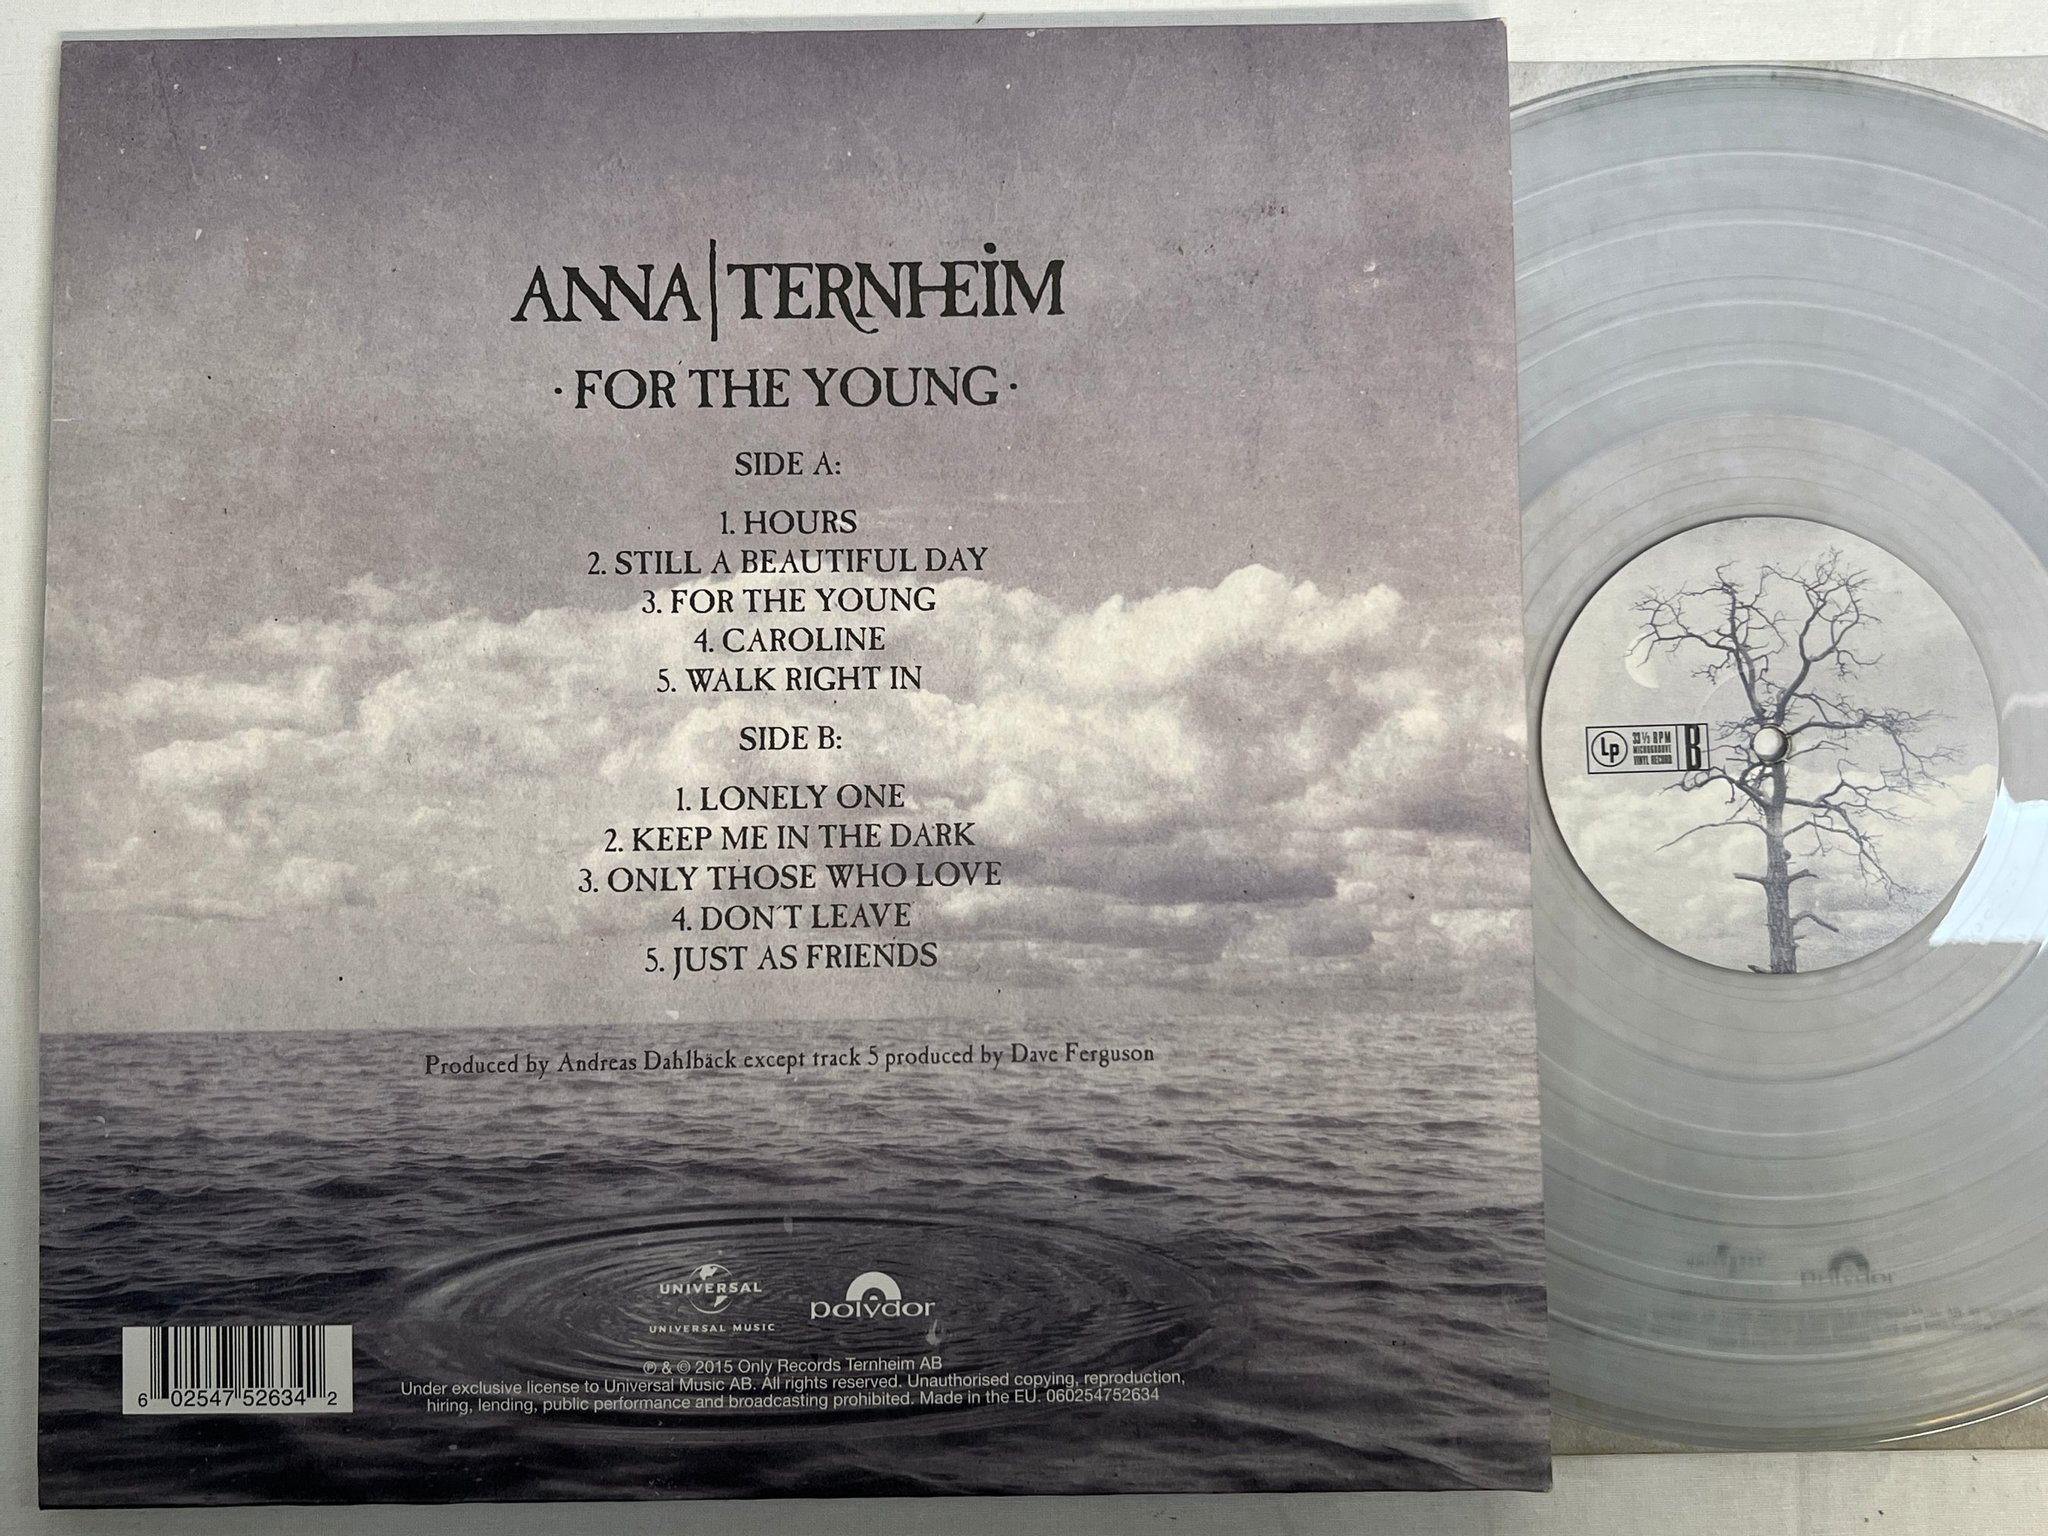 ANNA|TERNHEIM
· FOR THE YOUNG ·
SIDE A:
1. HOURS
2. STILL A BEAUTIFUL DAY
3. FOR THE YOUNG
4. CAROLINE
5. WALK RIGHT IN
SIDE B:
1. LONELY ONE
2. KEEP ME IN THE DARK
3. ONLY THOSE WHO LOVE
4. DON´T LEAVE
5. JUST AS FRIENDS
Produced by Andreas Dahlbäck except track 5 produced by Dave Ferguson
UNIVERSAL
UNIVERSAL MUSIC
polydor
℗ & © 2015 Only Records Ternheim AB
Under exclusive license to Universal Music AB. All rights reserved. Unauthorised copying, reproduction,
hiring, lending, public performance and broadcasting prohibited. Made in the EU. 060254752634
6 02547 52634 2
Lp
33 1/3 RPM
MICROGROOVE
VINYL RECORD
B
polydor